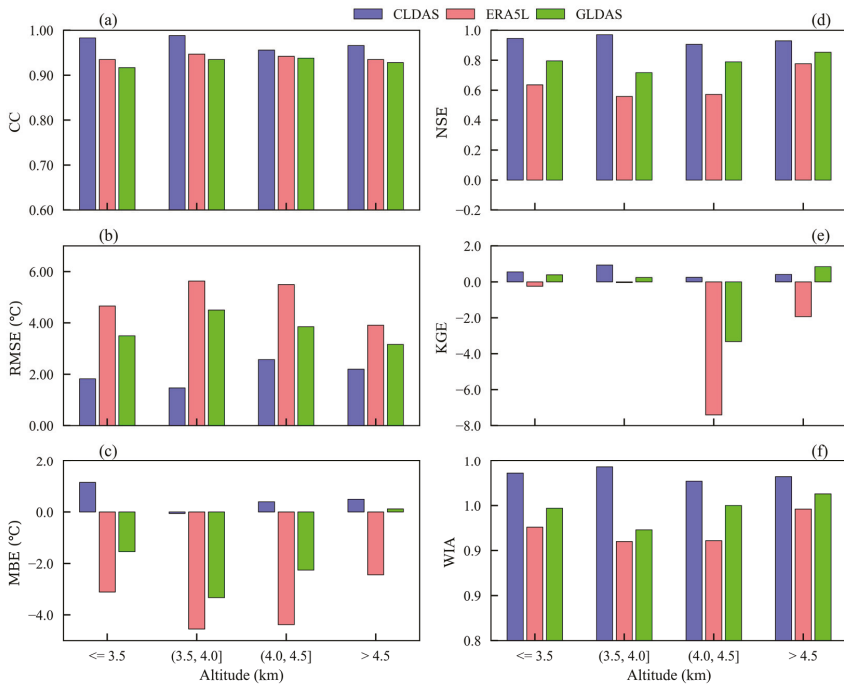 CLDAS ERA5L GLDAS
(a)
1.00
0.90
0.80
0.70
0.60
CC
(d)
1.0
0.8
0.6
0.4
0.2
0.0
−0.2
NSE
(b)
6.00
4.00
2.00
0.00
RMSE (℃)
(e)
2.0
0.0
−2.0
−4.0
−6.0
−8.0
KGE
(c)
2.0
0.0
−2.0
−4.0
MBE (℃)
<= 3.5 (3.5, 4.0] (4.0, 4.5] > 4.5
Altitude (km)
(f)
1.0
1.0
0.9
0.9
0.8
WIA
<= 3.5 (3.5, 4.0] (4.0, 4.5] > 4.5
Altitude (km)